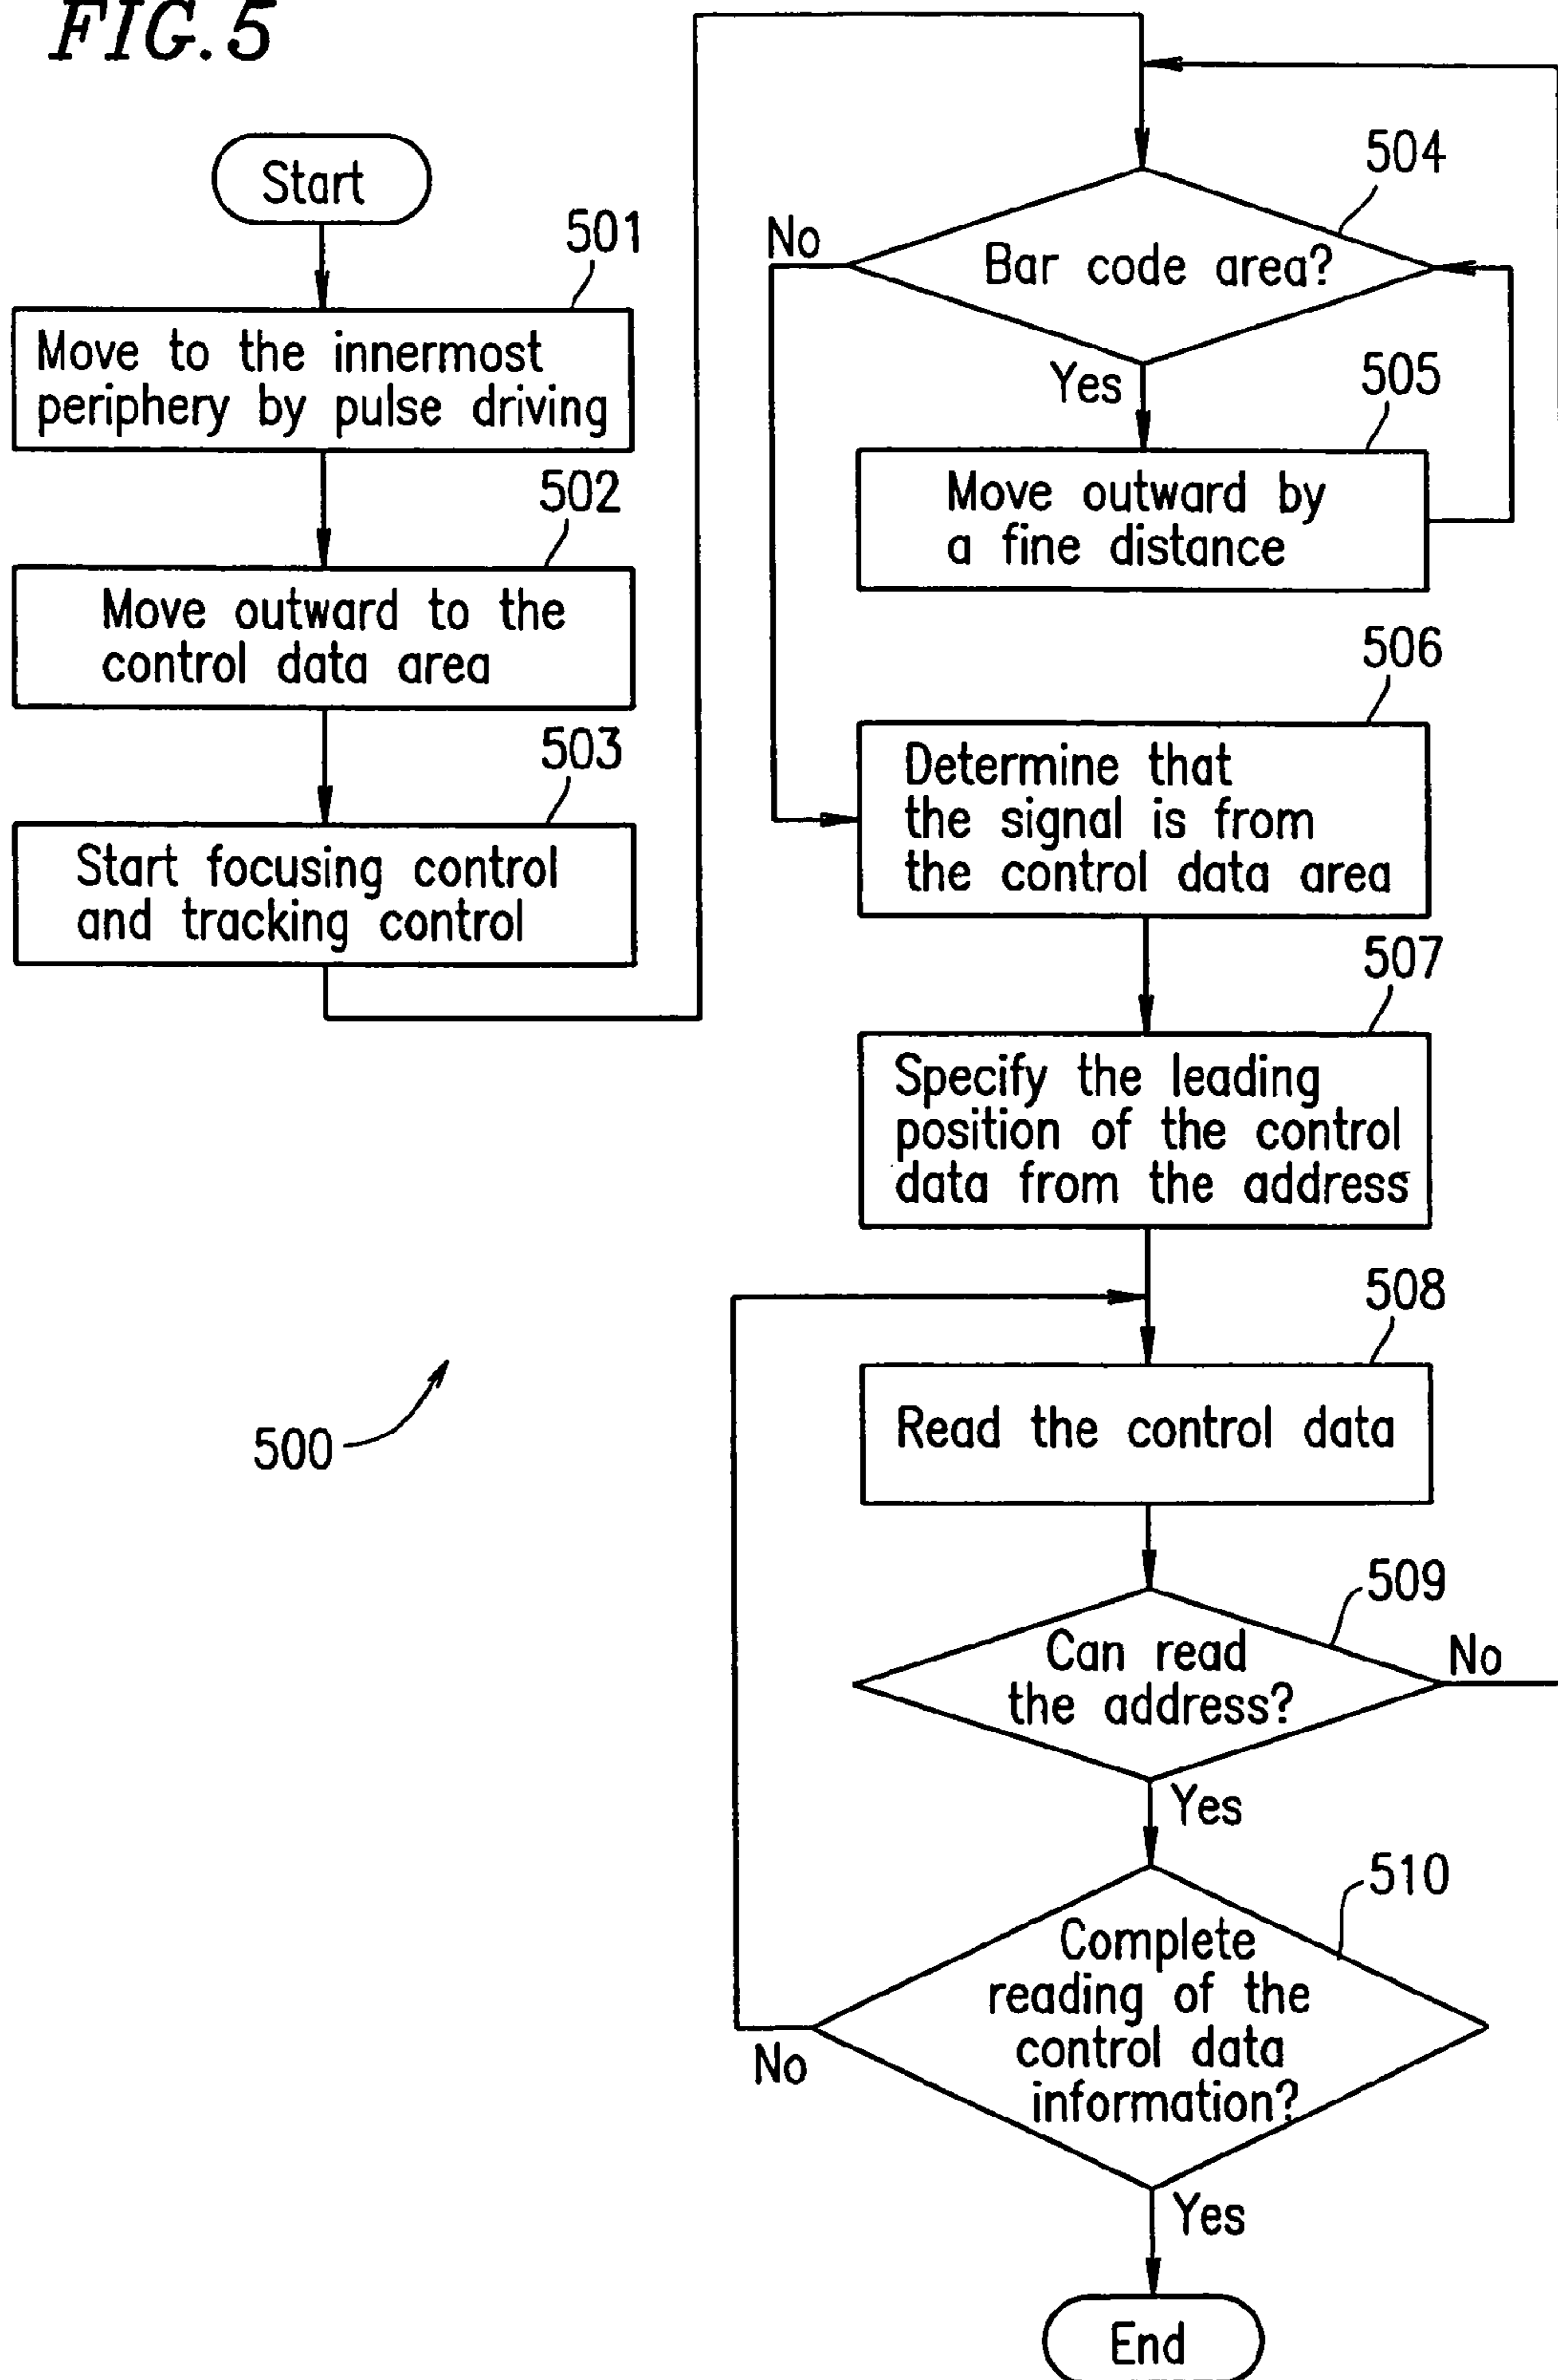 FIG. 5
Start
501
Move to the innermost
periphery by pulse driving
502
Move outward to the
control data area
503
Start focusing control
and tracking control
500
504
Bar code area?
No
Yes
505
Move outward by
a fine distance
506
Determine that
the signal is from
the control data area
507
Specify the leading
position of the control
data from the address
508
Read the control data
509
Can read
the address?
No
Yes
510
Complete
reading of the
control data
information?
No
Yes
End